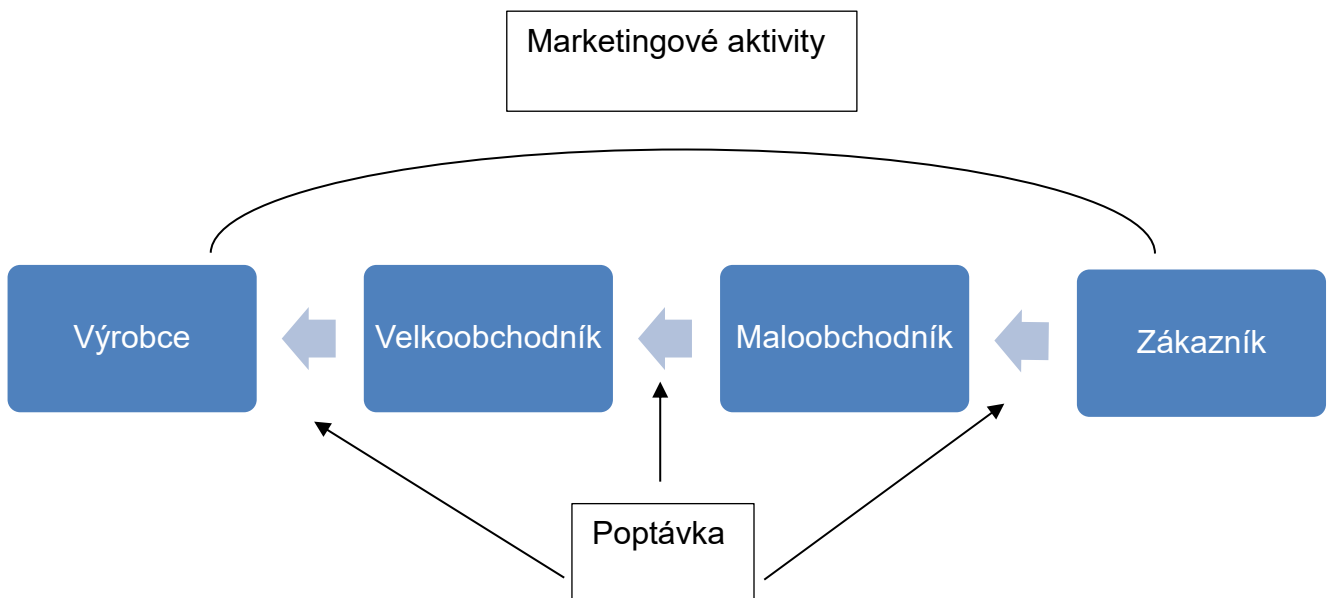 Marketingové aktivity
Výrobce
Velkoobchodník
Maloobchodník
Zákazník
Poptávka